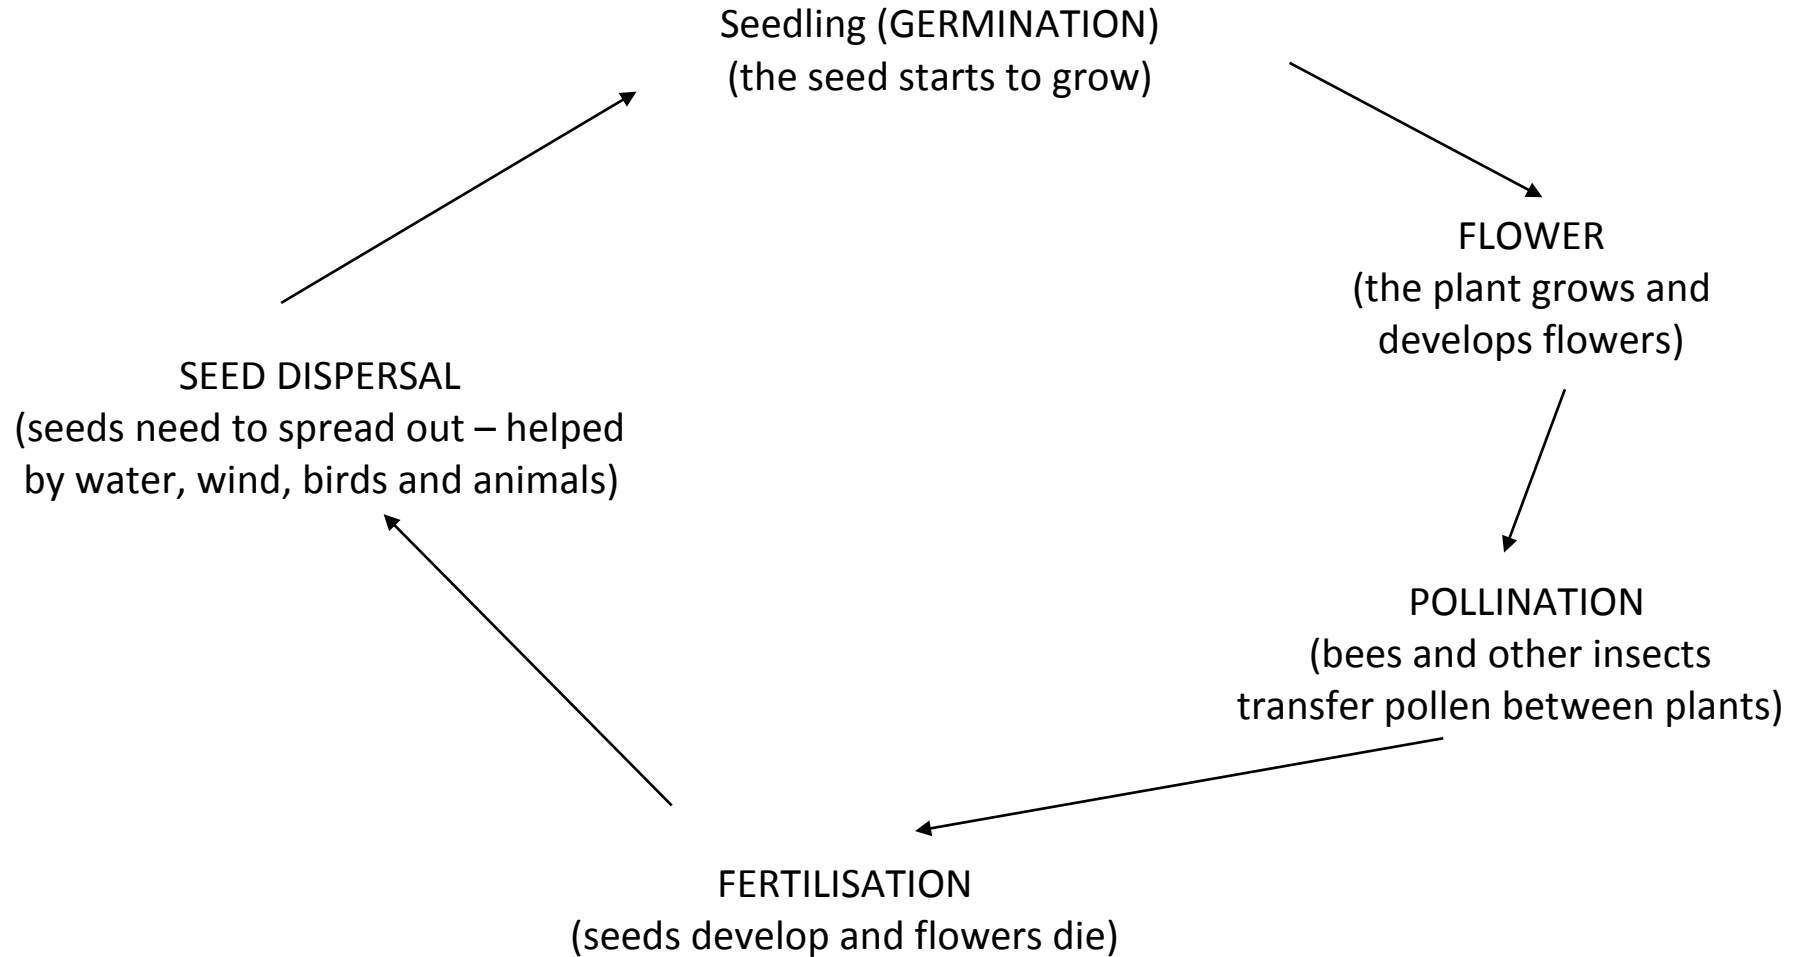 Seedling (GERMINATION)
(the seed starts to grow)
FLOWER
(the plant grows and
develops flowers)
POLLINATION
(bees and other insects
transfer pollen between plants)
FERTILISATION
(seeds develop and flowers die)
SEED DISPERSAL
(seeds need to spread out – helped
by water, wind, birds and animals)